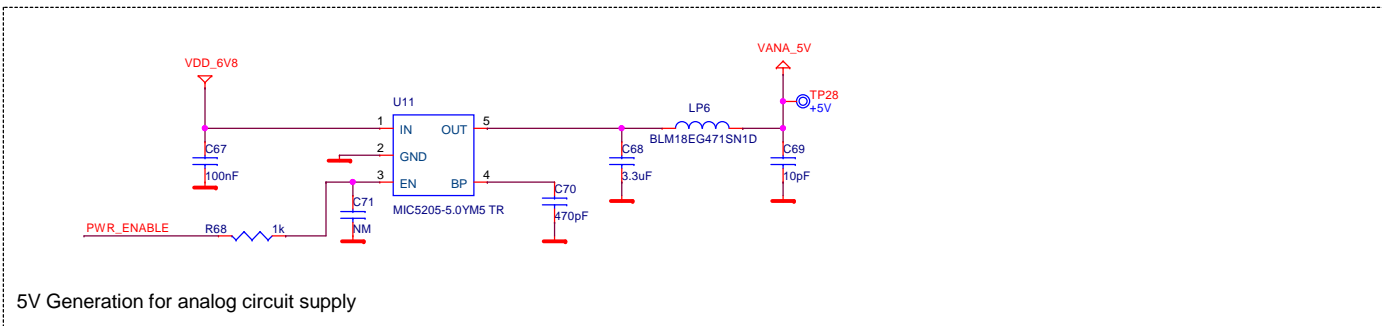 VANA_5V
VDD_6V8
TP28
+5V
U11
LP6
1 IN OUT 5
BLM18EG471SN1D
C67
2 GND
C68
C69
100nF
3.3uF
10pF
3 EN BP 4
C70
C71
MIC5205-5.0YM5 TR
470pF
PWR_ENABLE R68 1k
NM
5V Generation for analog circuit supply